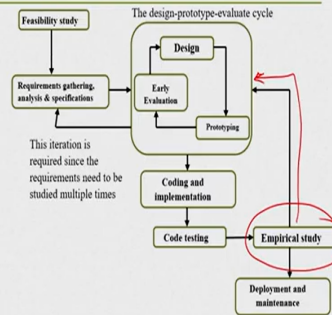 The design-prototype-evaluate cycle
Feasibility study
Design
Requirements gathering,
analysis & specifications
Early
Evaluation
Prototyping
This iteration is
required since the
requirements need to be
studied multiple times
Coding and
implementation
Code testing
Empirical study
Deployment and
maintenance